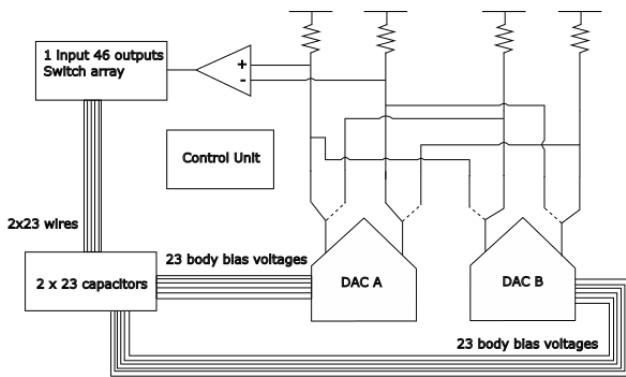 1 input 46 outputs
Switch array
+
-
Control Unit
2x23 wires
23 body bias voltages
2 x 23 capacitors
DAC A
DAC B
23 body bias voltages